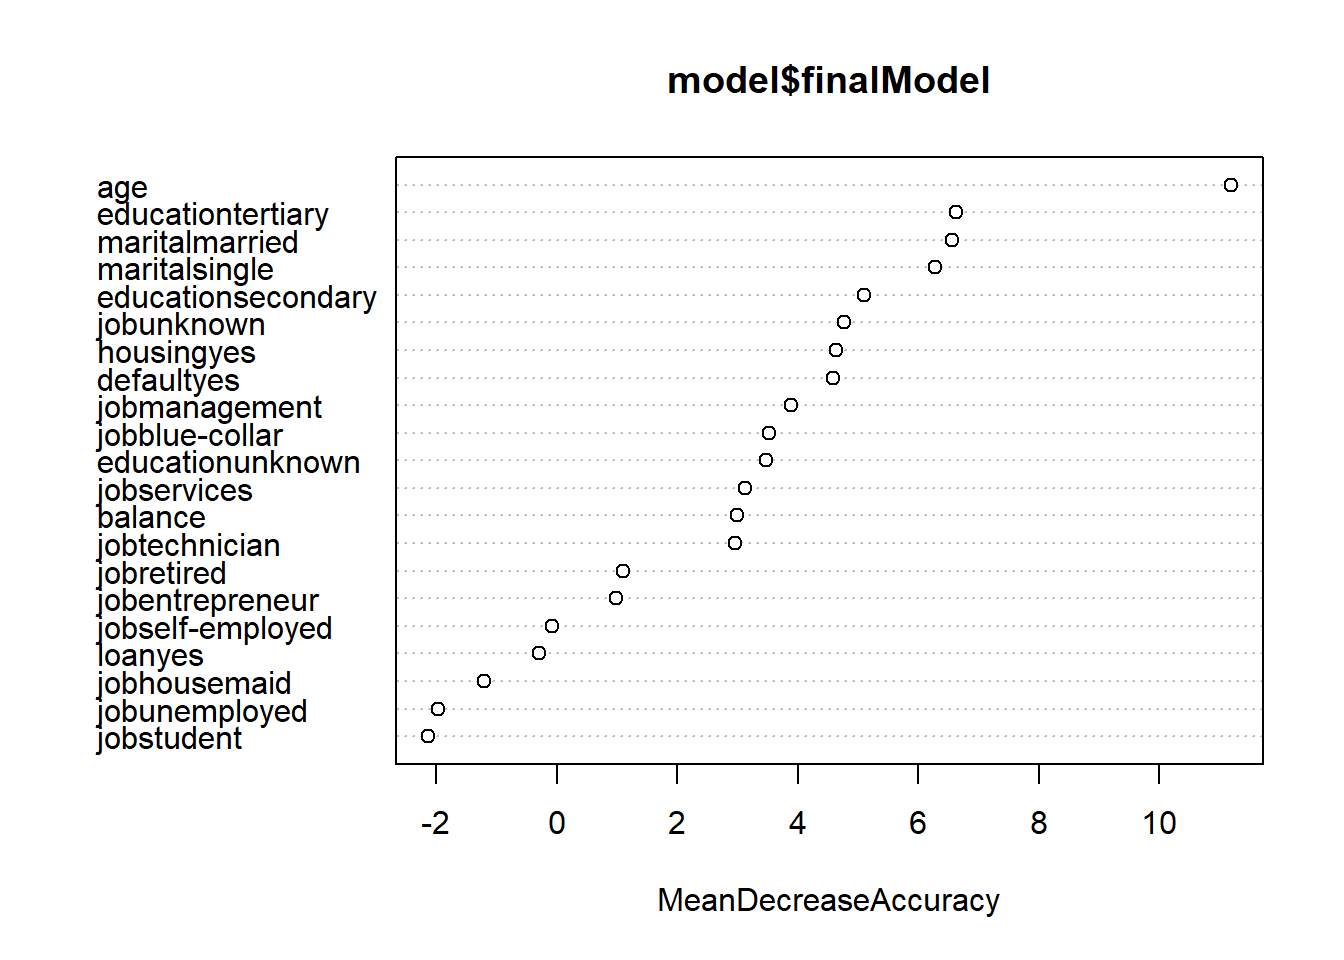 model$finalModel
age
educationtertiary
maritalmarried
maritalsingle
educationsecondary
jobunknown
housingyes
defaultyes
jobmanagement
jobblue-collar
educationunknown
jobservices
balance
jobtechnician
jobretired
jobentrepreneur
jobself-employed
loanyes
jobhousemaid
jobunemployed
jobstudent
-2 0 2 4 6 8 10
MeanDecreaseAccuracy